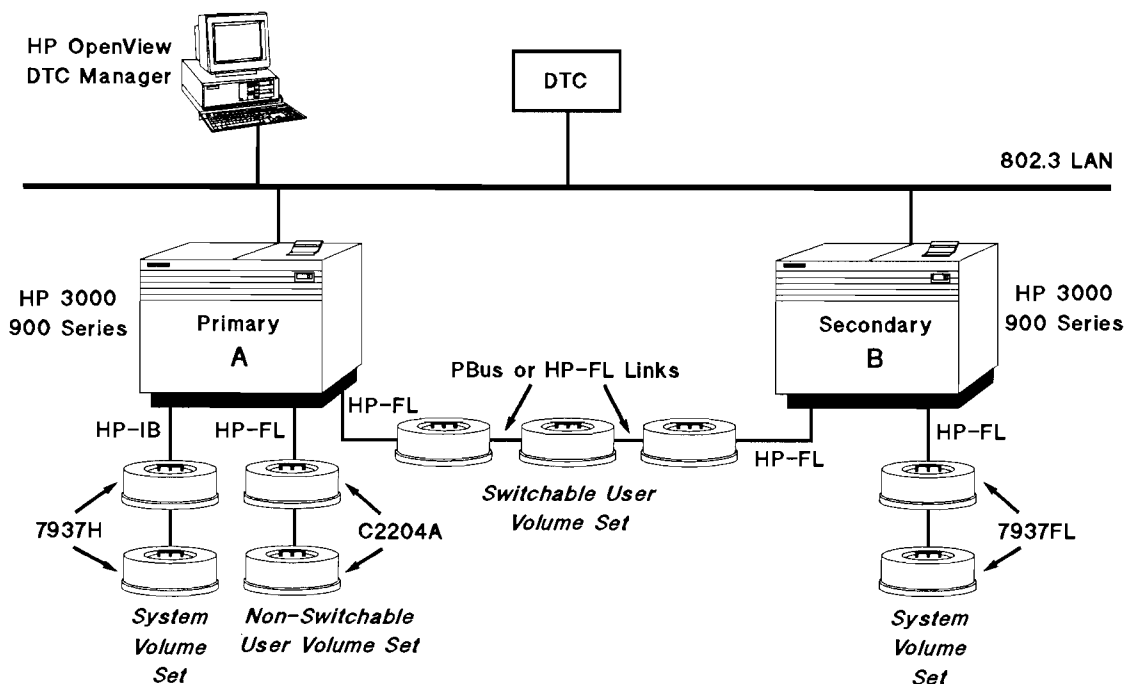 HP OpenView
DTC Manager
DTC
802.3 LAN
HP 3000
900 Series
Primary
A
Secondary
B
HP 3000
900 Series
PBus or HP-FL Links
HP-IB
HP-FL
HP-FL
HP-FL
HP-FL
Switchable User
Volume Set
7937H
C2204A
7937FL
System
Volume
Set
Non-Switchable
User Volume Set
System
Volume
Set